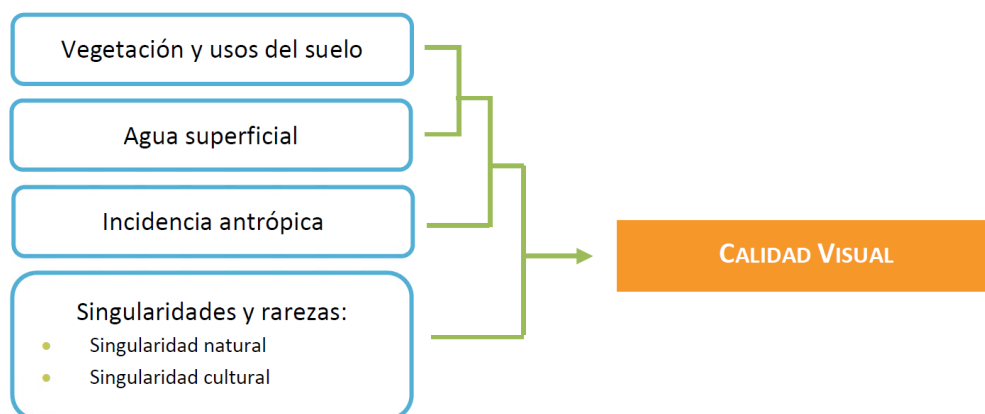 Vegetación y usos del suelo
Agua superficial
Incidencia antrópica
Singularidades y rarezas:
• Singularidad natural
• Singularidad cultural
CALIDAD VISUAL